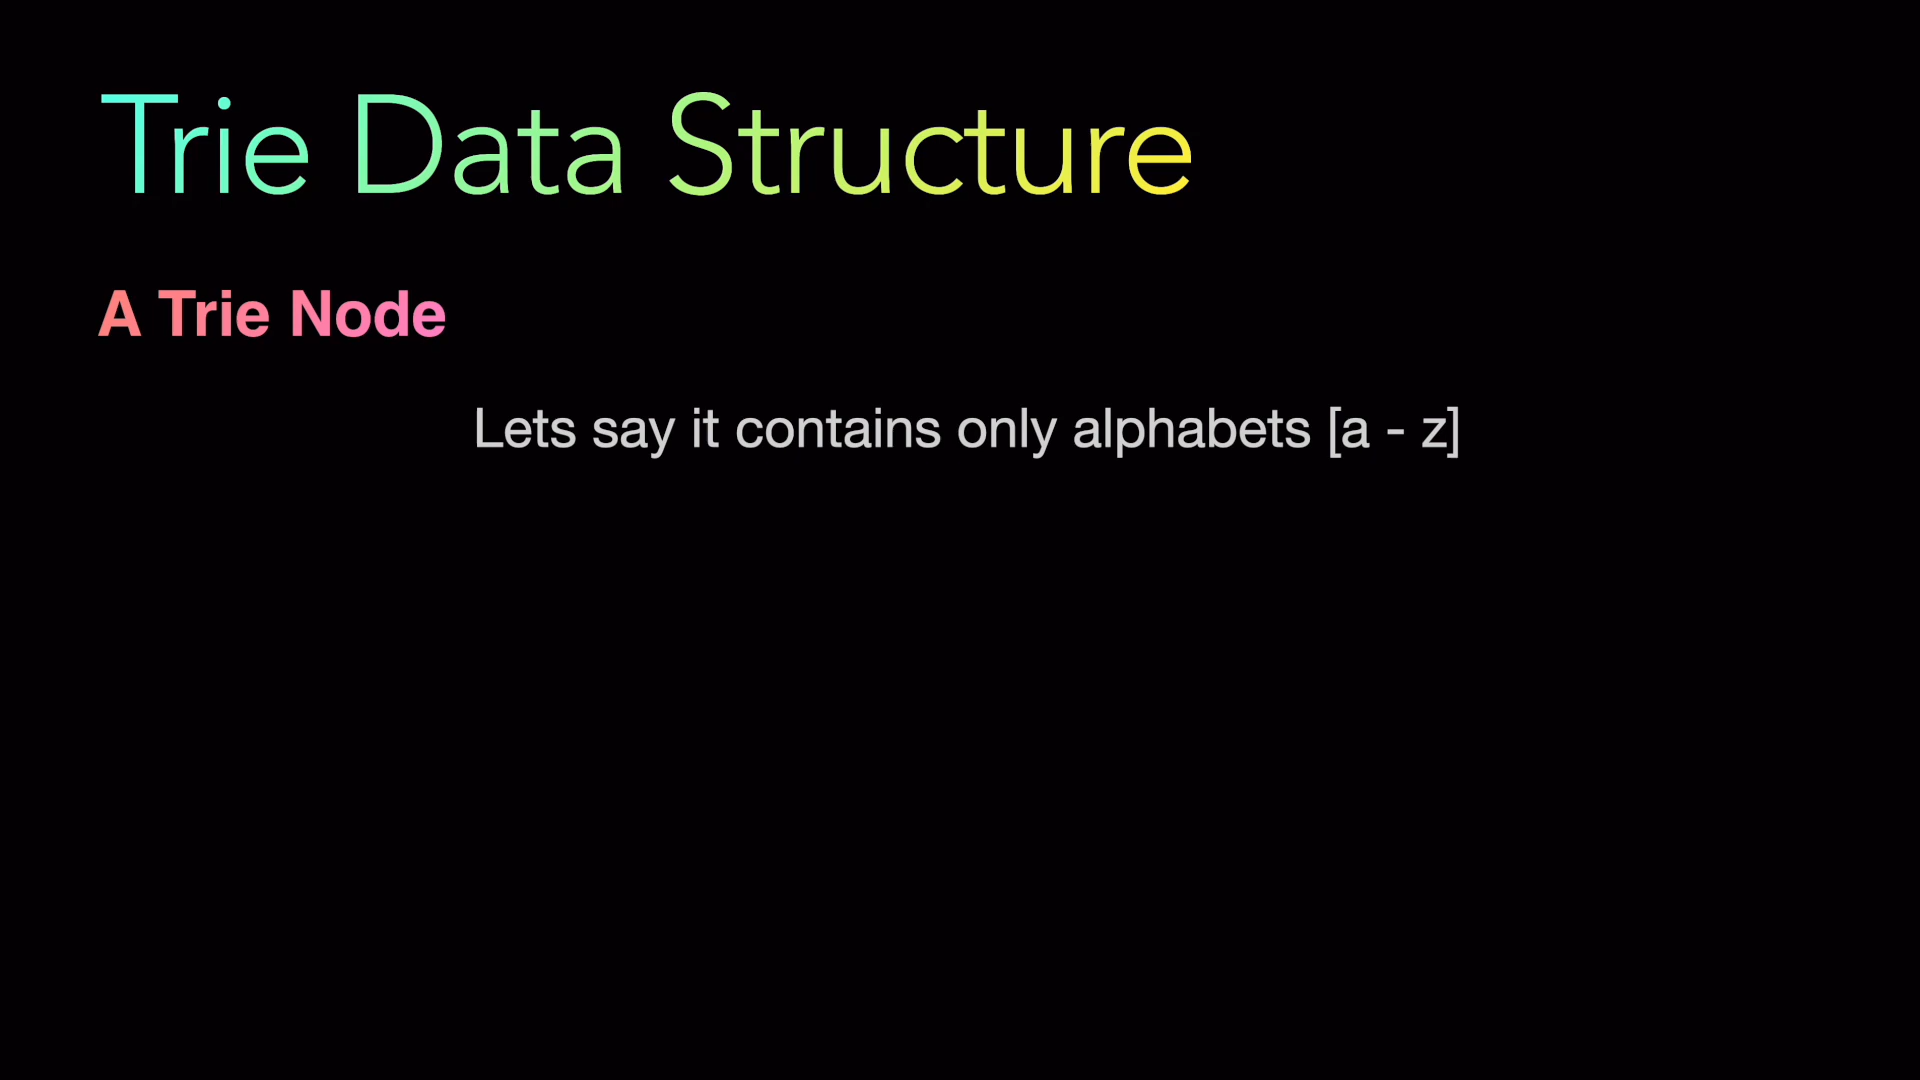 Trie Data Structure
A Trie Node
Lets say it contains only alphabets [a - z]